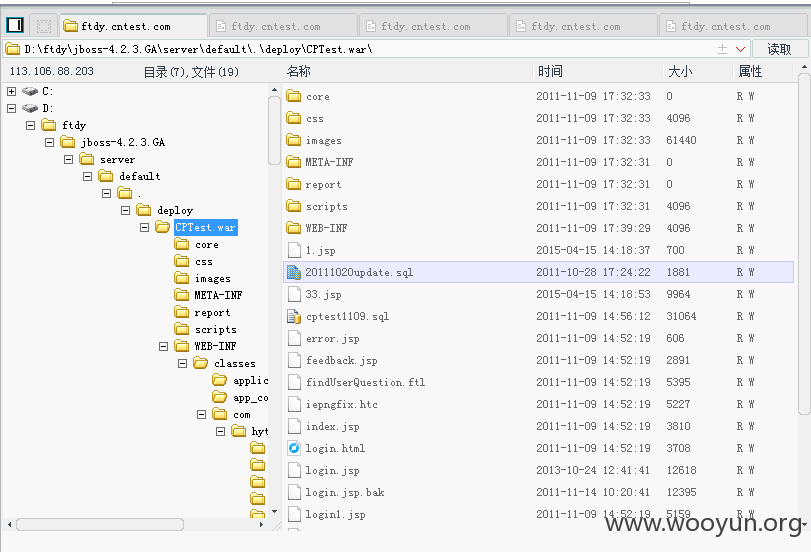 ftdy.cntest.com ftdy.cntest.com ftdy.cntest.com ftdy.cntest.com ftdy.cntest.com
D:\ftdy\jboss-4.2.3.GA\server\default\.\deploy\CPTest.war\ 读取
113.106.88.203 目录(7),文件(19)
C:
D:
ftdy
jboss-4.2.3.GA
server
default
.
deploy
CPTest.war
core
css
images
META-INF
report
scripts
WEB-INF
classes
applic
app_co
com
hyt
名称 时间 大小 属性
core 2011-11-09 17:32:33 0 R W
css 2011-11-09 17:32:33 4096 R W
images 2011-11-09 17:32:33 61440 R W
META-INF 2011-11-09 17:32:31 0 R W
report 2011-11-09 17:32:31 0 R W
scripts 2011-11-09 17:32:31 4096 R W
WEB-INF 2011-11-09 17:39:29 4096 R W
1.jsp 2015-04-15 14:18:37 700 R W
20111020update.sql 2011-10-28 17:24:22 1881 R W
33.jsp 2015-04-15 14:18:53 9964 R W
cptest1109.sql 2011-11-09 14:56:12 31064 R W
error.jsp 2011-11-09 14:52:19 606 R W
feedback.jsp 2011-11-09 14:52:19 2891 R W
findUserQuestion.ftl 2011-11-09 14:52:19 5395 R W
iepngfix.htc 2011-11-09 14:52:19 5227 R W
index.jsp 2011-11-09 14:52:19 3810 R W
login.html 2011-11-09 14:52:19 3708 R W
login.jsp 2013-10-24 12:41:41 12618 R W
login.jsp.bak 2011-11-14 10:20:41 12395 R W
login1.jsp 2011-11-09 14:52:19 5159 R W
www.wooyun.org